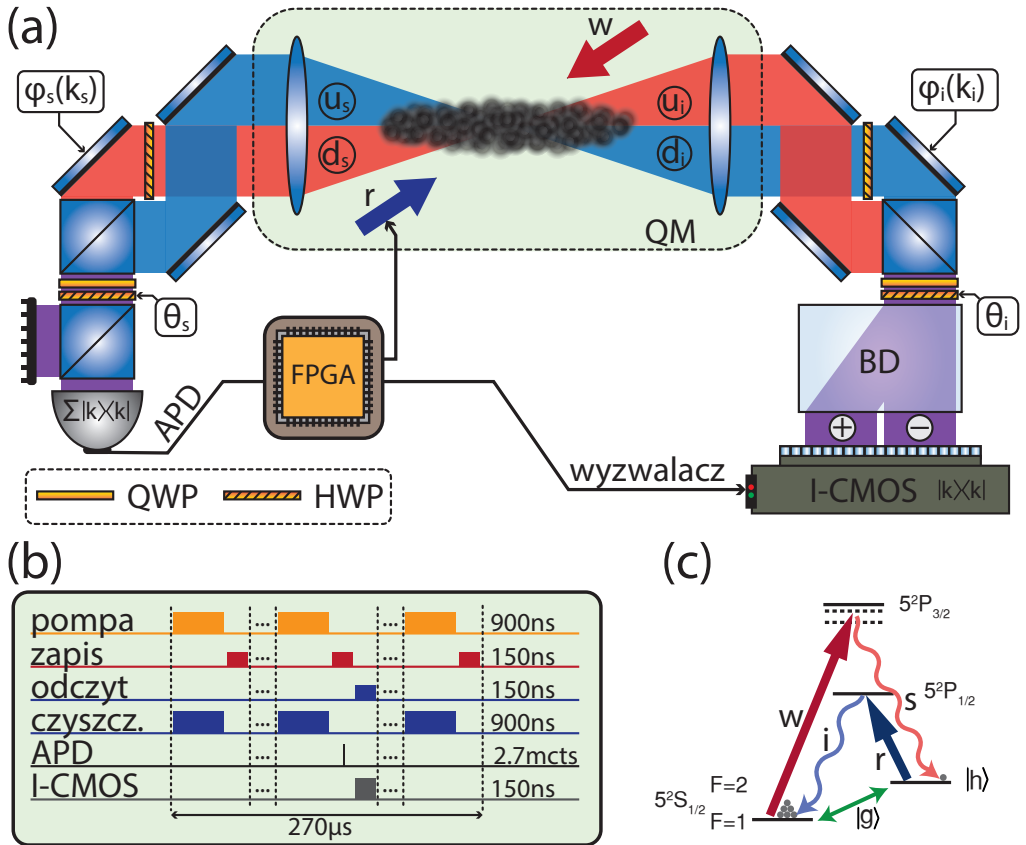 (a)
w
φs(ks)
us
ui
φi(ki)
ds
di
r
QM
θs
θi
FPGA
BD
Σ|k⟩⟨k|
APD
+
−
wyzwalacz
QWP
HWP
I-CMOS |k⟩⟨k|
(b)
pompa ... ... 900ns
zapis ... ... 150ns
odczyt ... ... 150ns
czyszcz. ... ... 900ns
APD ... ... 2.7mcts
I-CMOS ... ... 150ns
270μs
(c)
5²P3/2
5²P1/2
w
s
i
r
|h⟩
F=2
5²S1/2
F=1
|g⟩